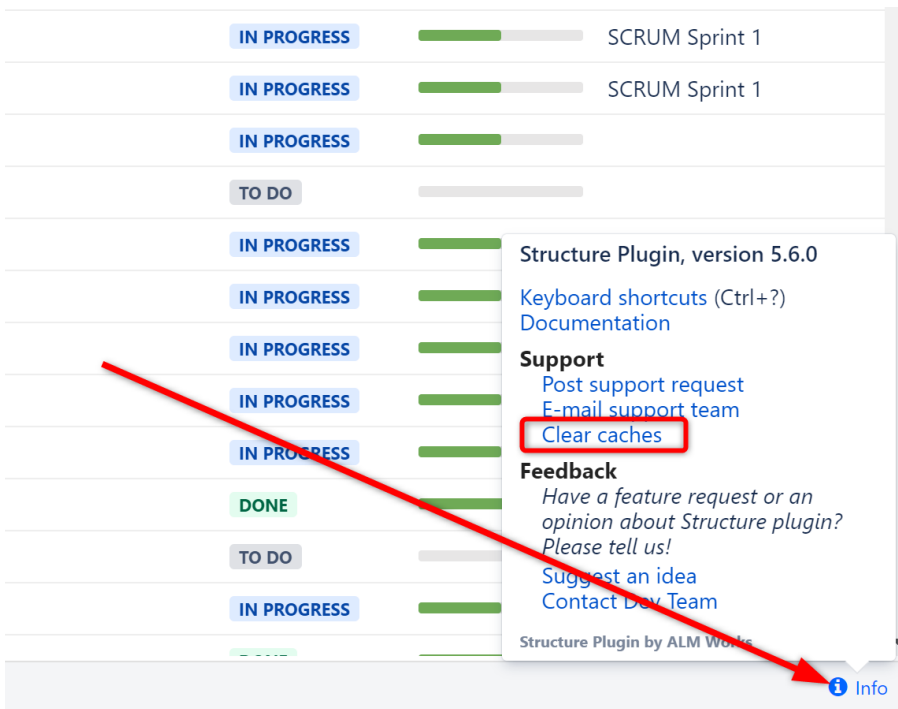 IN PROGRESS SCRUM Sprint 1
IN PROGRESS SCRUM Sprint 1
IN PROGRESS
TO DO
IN PROGRESS
IN PROGRESS
IN PROGRESS
IN PROGRESS
IN PROGRESS
DONE
TO DO
IN PROGRESS
DONE
Structure Plugin, version 5.6.0
Keyboard shortcuts (Ctrl+?)
Documentation
Support
Post support request
E-mail support team
Clear caches
Feedback
Have a feature request or an
opinion about Structure plugin?
Please tell us!
Suggest an idea
Contact Dev Team
Structure Plugin by ALM Works
Info